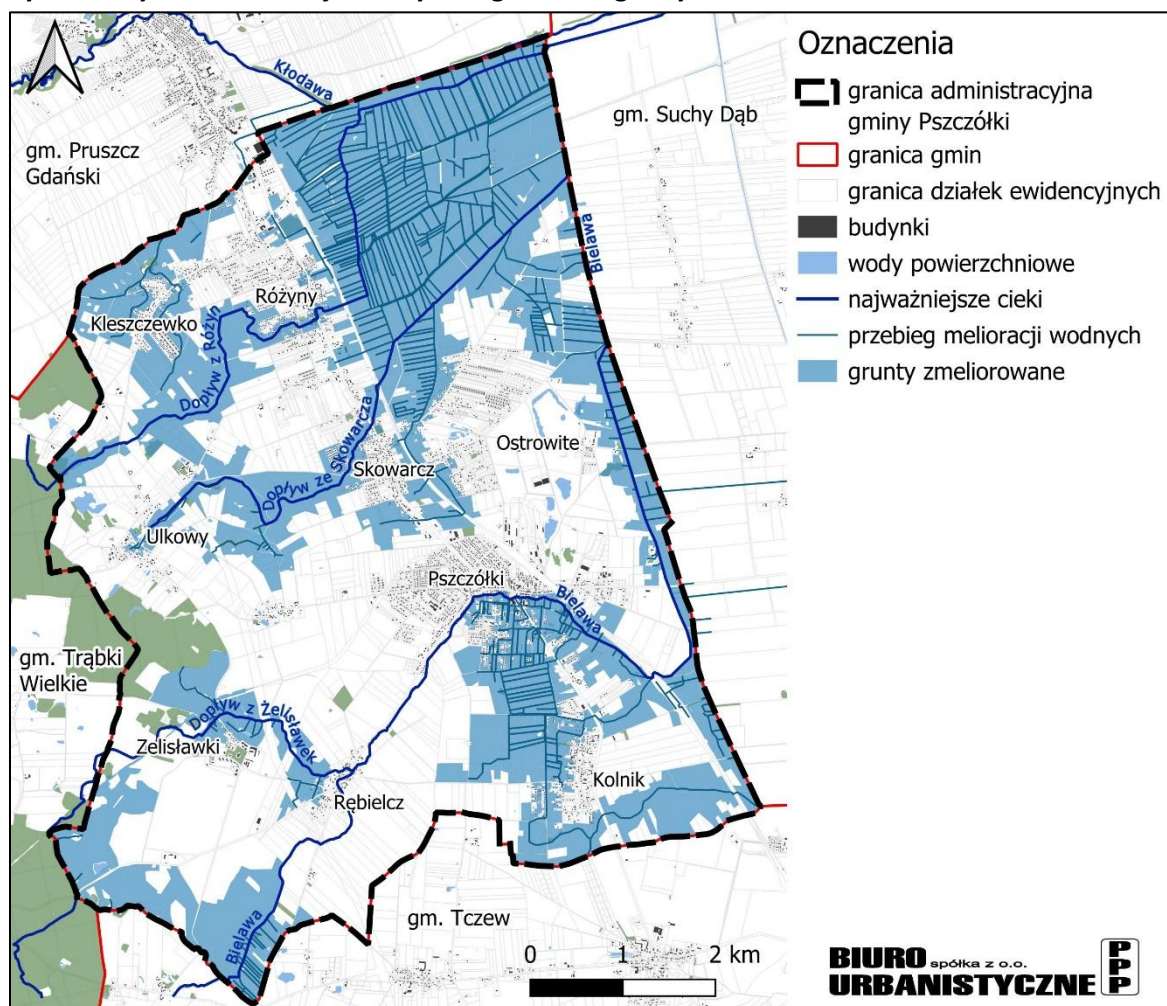 Kłodawa
gm. Pruszcz
Gdański
gm. Suchy Dąb
Bielawa
Różyny
Kleszczewko
Dopływ z Różyn
Ostrowite
Dopływ ze Skowarcza
Skowarcz
Ulkowy
Pszczółki
Bielawa
gm. Trąbki
Wielkie
Dopływ z Żelisławek
Żelisławki
Rębielcz
Kolnik
Bielawa
gm. Tczew
0 1 2 km
Oznaczenia
granica administracyjna
gminy Pszczółki
granica gmin
granica działek ewidencyjnych
budynki
wody powierzchniowe
najważniejsze cieki
przebieg melioracji wodnych
grunty zmeliorowane
BIURO spółka z o.o.
URBANISTYCZNE
PPP